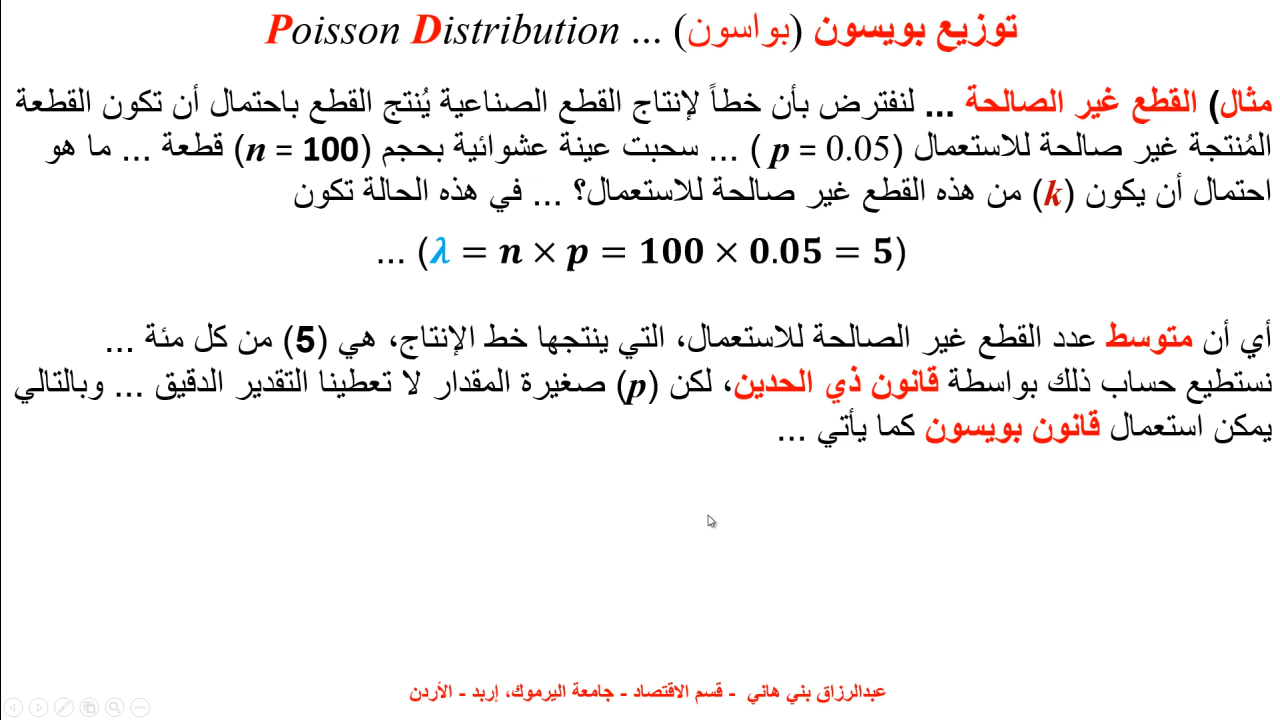 توزيع بويسون (بواسون) ... Poisson Distribution
مثال) القطع غير الصالحة ... لنفترض بأن خطاً لإنتاج القطع الصناعية يُنتج القطع باحتمال أن تكون القطعة
المُنتجة غير صالحة للاستعمال (p = 0.05 ) ... سحبت عينة عشوائية بحجم (n = 100) قطعة ... ما هو
احتمال أن يكون (k) من هذه القطع غير صالحة للاستعمال؟ ... في هذه الحالة تكون
(λ = n × p = 100 × 0.05 = 5) ...
أي أن متوسط عدد القطع غير الصالحة للاستعمال، التي ينتجها خط الإنتاج، هي (5) من كل مئة ...
نستطيع حساب ذلك بواسطة قانون ذي الحدين، لكن (p) صغيرة المقدار لا تعطينا التقدير الدقيق ... وبالتالي
يمكن استعمال قانون بويسون كما يأتي ...
عبدالرزاق بني هاني - قسم الاقتصاد - جامعة اليرموك، إربد - الأردن